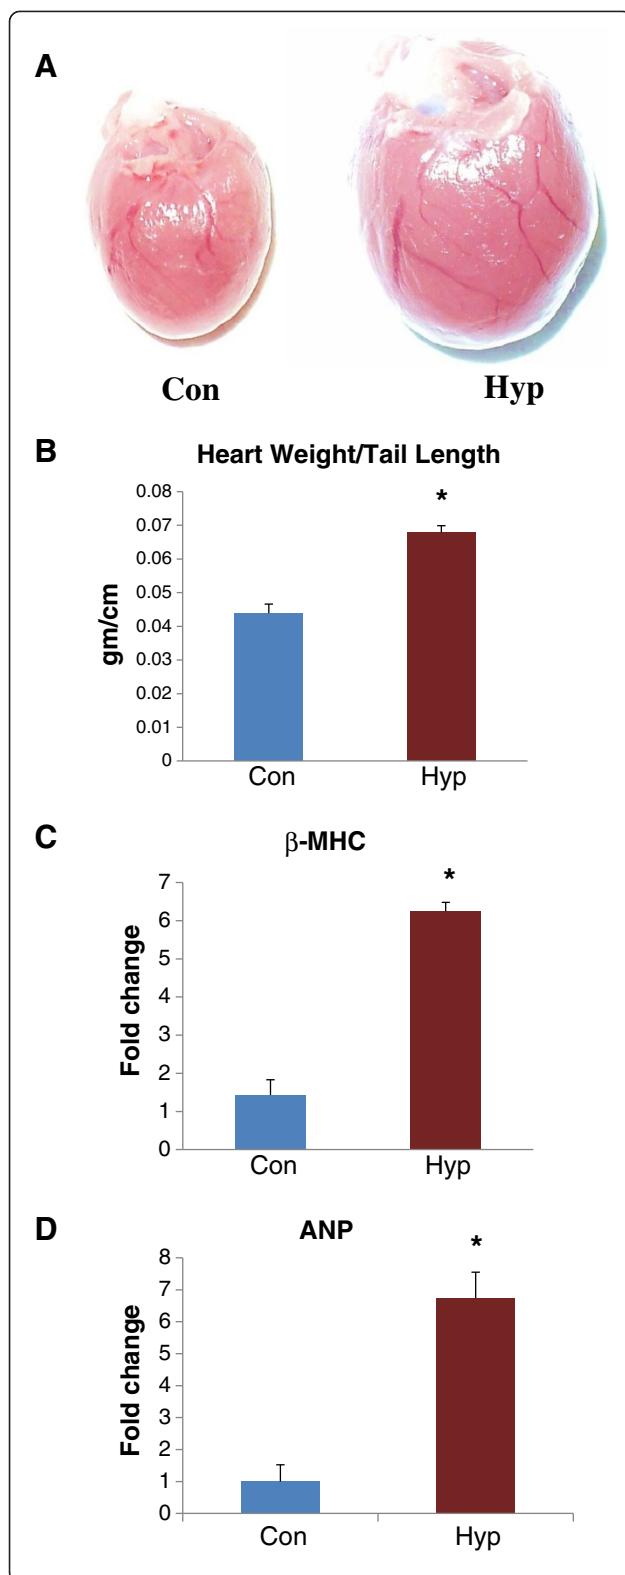 A
Con Hyp
B
Heart Weight/Tail Length
*
gm/cm
0.08
0.07
0.06
0.05
0.04
0.03
0.02
0.01
0
Con Hyp
C
β-MHC
*
Fold change
7
6
5
4
3
2
1
0
Con Hyp
D
ANP
*
Fold change
8
7
6
5
4
3
2
1
0
Con Hyp